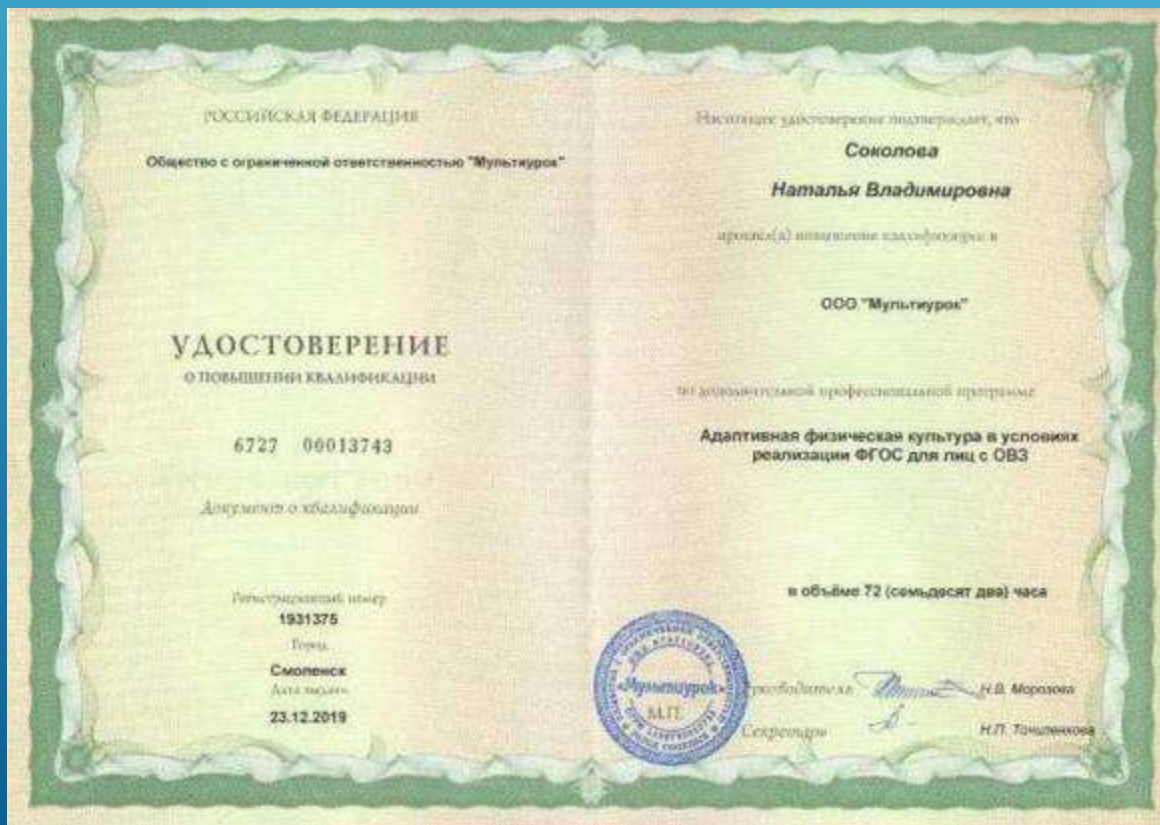 РОССИЙСКАЯ ФЕДЕРАЦИЯ
Общество с ограниченной ответственностью "Мультиурок"
УДОСТОВЕРЕНИЕ
О ПОВЫШЕНИИ КВАЛИФИКАЦИИ
6727 00013743
Документ о квалификации
Регистрационный номер
1931375
Город
Смоленск
Дата выдачи
23.12.2019
Настоящее удостоверение подтверждает, что
Соколова
Наталья Владимировна
прошел(а) повышение квалификации в
ООО "Мультиурок"
по дополнительной профессиональной программе
Адаптивная физическая культура в условиях
реализации ФГОС для лиц с ОВЗ
в объёме 72 (семьдесят два) часа
«Мультиурок»
М.П.
Руководитель Н.В. Морозова
Секретарь Н.П. Точиленкова